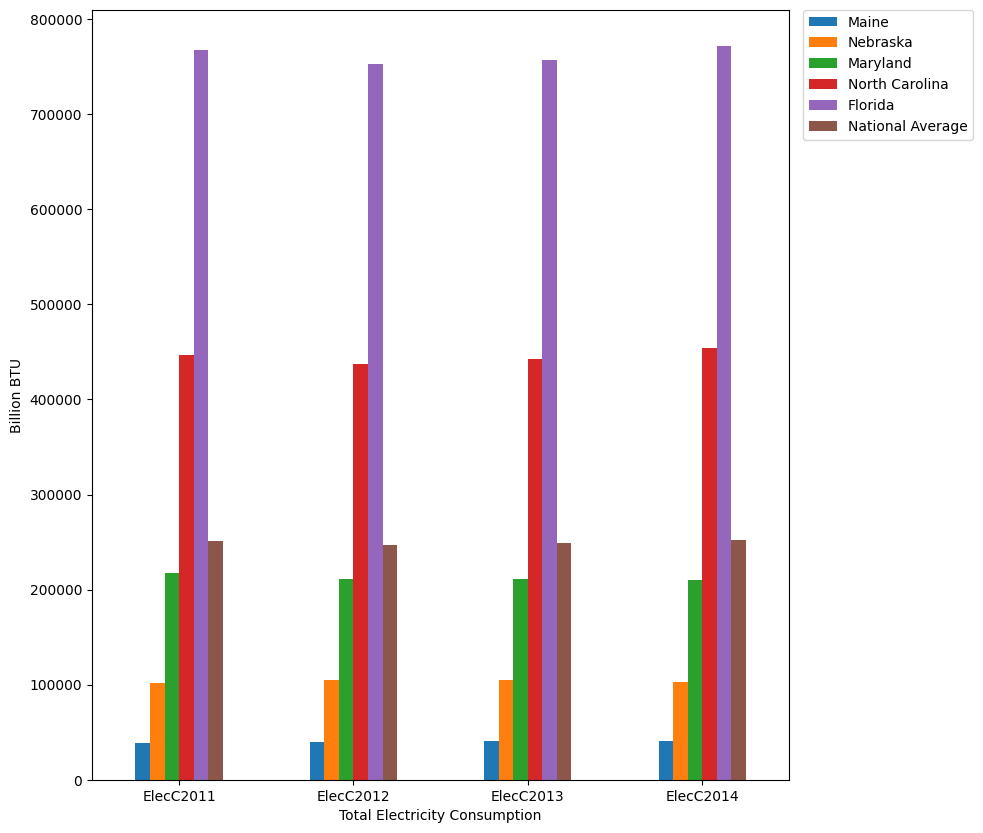 800000
700000
600000
500000
400000
300000
200000
100000
0
Billion BTU
ElecC2011
ElecC2012
ElecC2013
ElecC2014
Total Electricity Consumption
Maine
Nebraska
Maryland
North Carolina
Florida
National Average